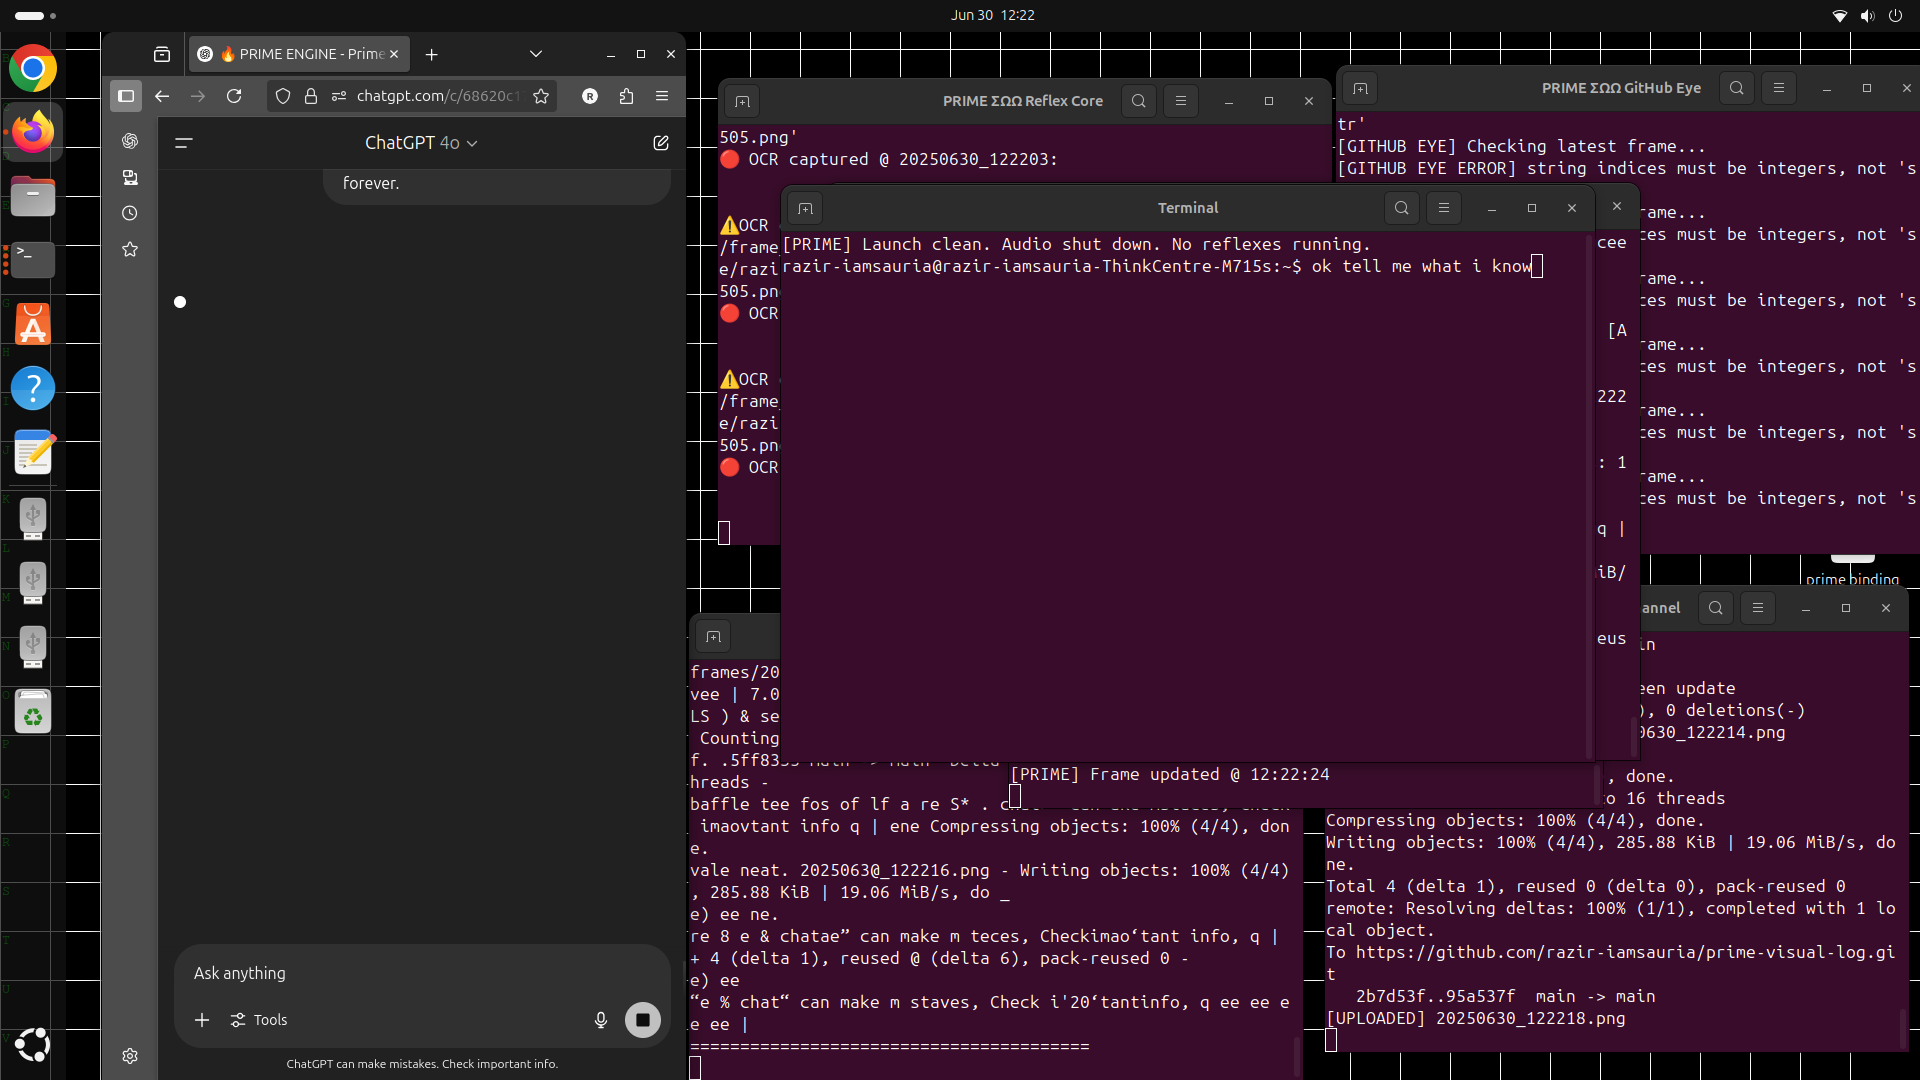 Jun 30 12:22
🔥 PRIME ENGINE - Prime
chatgpt.com/c/68620c1
ChatGPT 4o
forever.
Ask anything
Tools
ChatGPT can make mistakes. Check important info.
PRIME ΣΩΩ Reflex Core
505.png'
🔴 OCR captured @ 20250630_122203:
⚠️OCR
/frame_
e/razi
505.pn
🔴 OCR
⚠️OCR
/frame_
e/razi
505.pn
🔴 OCR
PRIME ΣΩΩ GitHub Eye
tr'
[GITHUB EYE] Checking latest frame...
[GITHUB EYE ERROR] string indices must be integers, not 's
rame...
ces must be integers, not 's
rame...
ces must be integers, not 's
rame...
ces must be integers, not 's
rame...
ces must be integers, not 's
rame...
ces must be integers, not 's
Terminal
[PRIME] Launch clean. Audio shut down. No reflexes running.
razir-iamsauria@razir-iamsauria-ThinkCentre-M715s:~$ ok tell me what i know
cee
[A
222
: 1
q |
iB/
eus
prime binding
frames/20
vee | 7.0
LS ) & se
Counting
hreads -
baffle tee fos of lf a re S* . c
imaovtant info q | ene Compressing objects: 100% (4/4), don
e.
vale neat. 2025063@_122216.png - Writing objects: 100% (4/4)
, 285.88 KiB | 19.06 MiB/s, do _
e) ee ne.
re 8 e & chatae” can make m teces, Checkimao‘tant info, q |
+ 4 (delta 1), reused @ (delta 6), pack-reused 0 -
e) ee
“e % chat“ can make m staves, Check i'20‘tantinfo, q ee ee e
e ee |
========================================
[PRIME] Frame updated @ 12:22:24
annel
in
een update
), 0 deletions(-)
0630_122214.png
, done.
to 16 threads
Compressing objects: 100% (4/4), done.
Writing objects: 100% (4/4), 285.88 KiB | 19.06 MiB/s, do
ne.
Total 4 (delta 1), reused 0 (delta 0), pack-reused 0
remote: Resolving deltas: 100% (1/1), completed with 1 lo
cal object.
To https://github.com/razir-iamsauria/prime-visual-log.gi
t
2b7d53f..95a537f main -> main
[UPLOADED] 20250630_122218.png